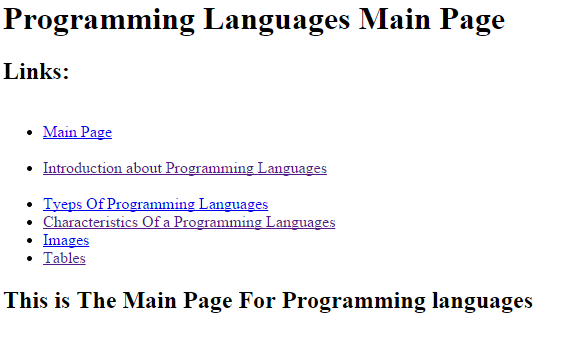 Programming Languages Main Page
Links:
Main Page
Introduction about Programming Languages
Tyeps Of Programming Languages
Characteristics Of a Programming Languages
Images
Tables
This is The Main Page For Programming languages